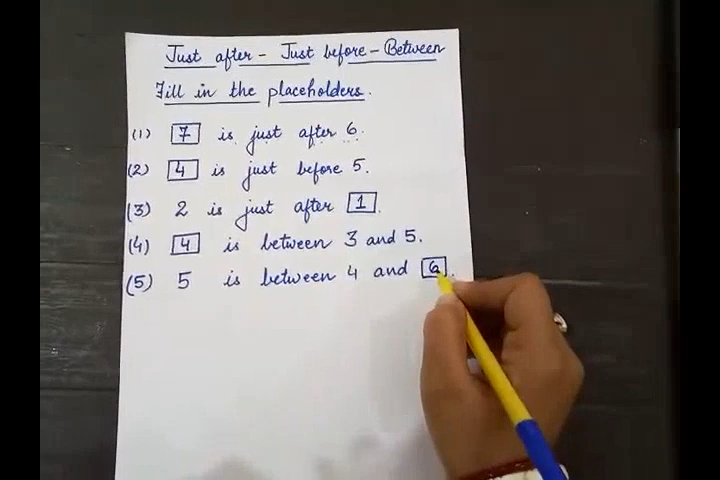 Just after - Just before - Between
Fill in the placeholders.
(1) 7 is just after 6.
(2) 4 is just before 5.
(3) 2 is just after 1.
(4) 4 is between 3 and 5.
(5) 5 is between 4 and 6.